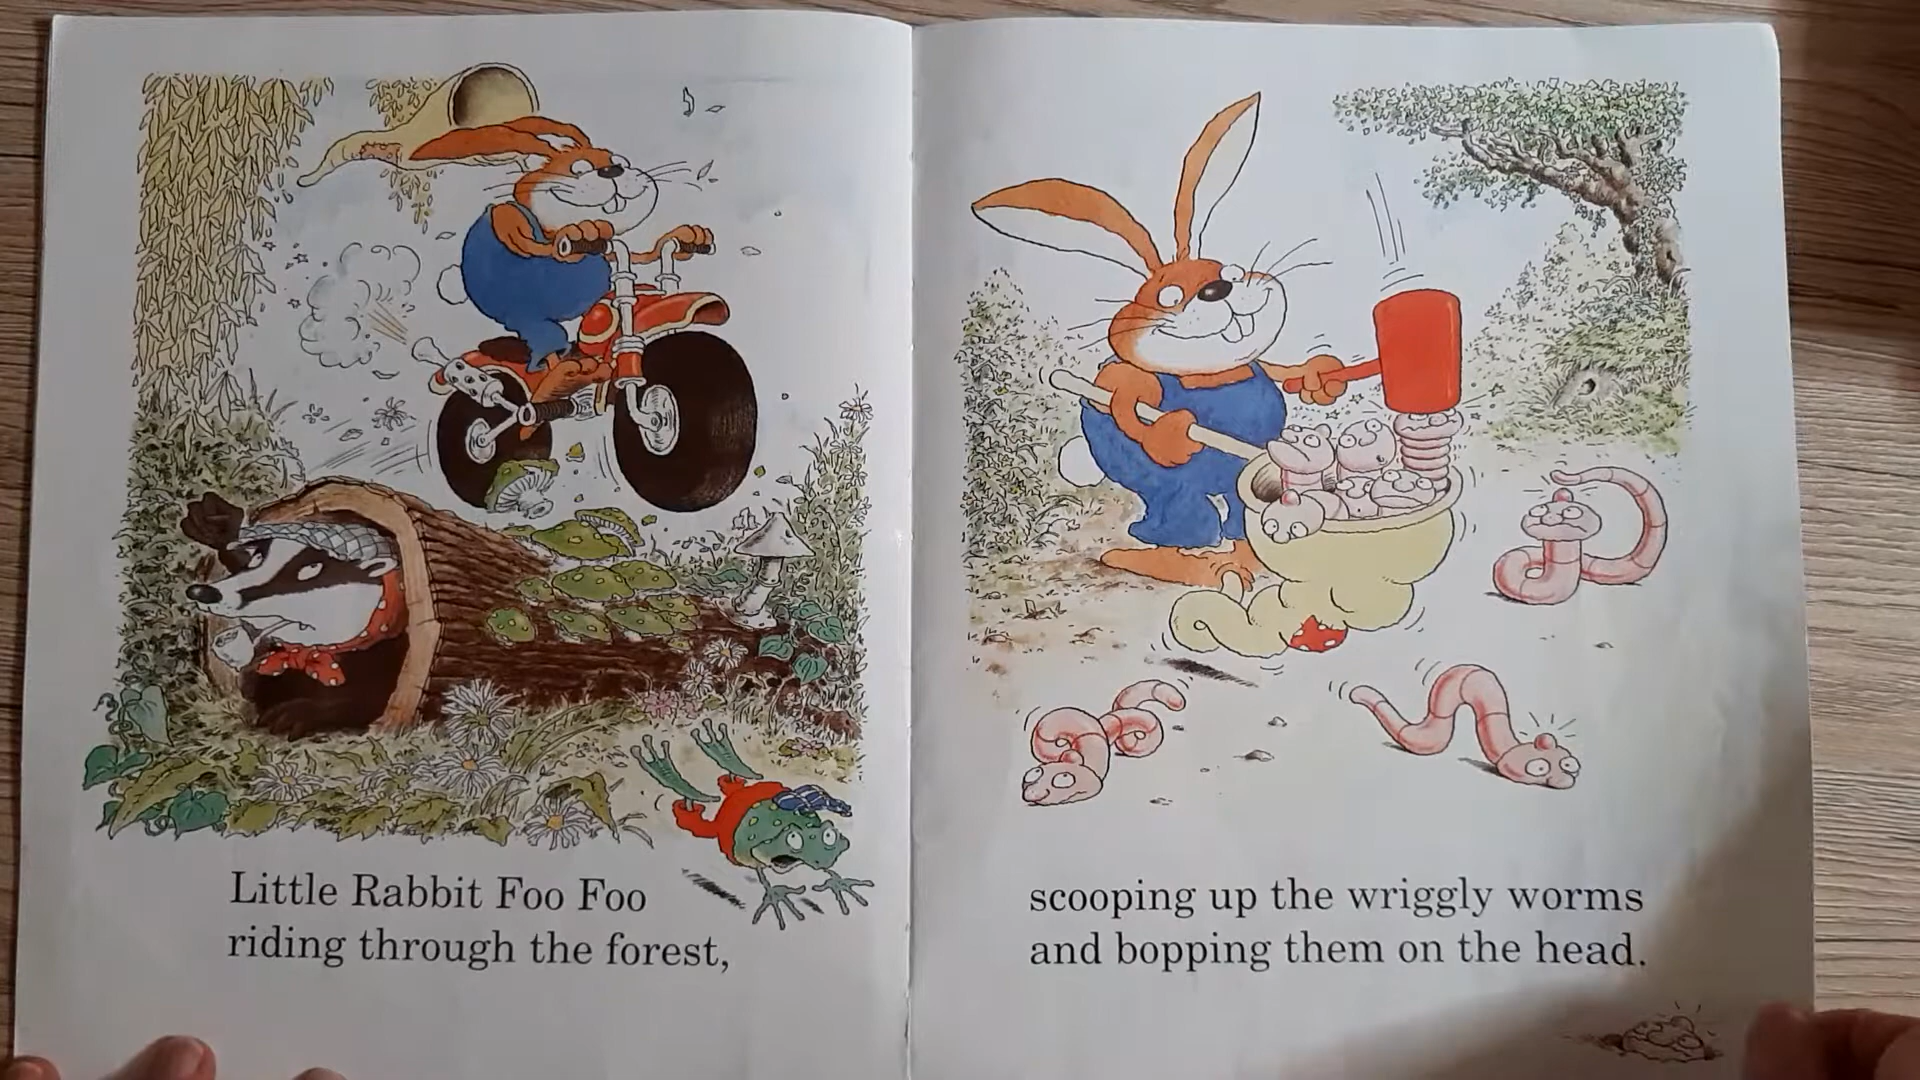 Little Rabbit Foo Foo
riding through the forest,
scooping up the wriggly worms
and bopping them on the head.